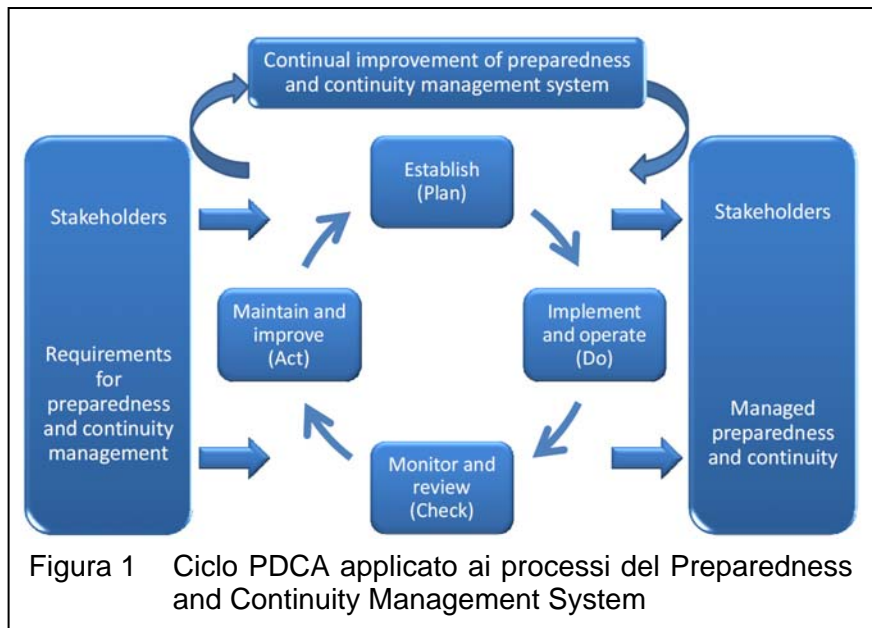 Continual improvement of preparedness
and continuity management system
Stakeholders
Requirements
for
preparedness
and continuity
management
Establish
(Plan)
Implement
and operate
(Do)
Monitor and
review
(Check)
Maintain and
improve
(Act)
Stakeholders
Managed
preparedness
and continuity
Figura 1 Ciclo PDCA applicato ai processi del Preparedness
and Continuity Management System